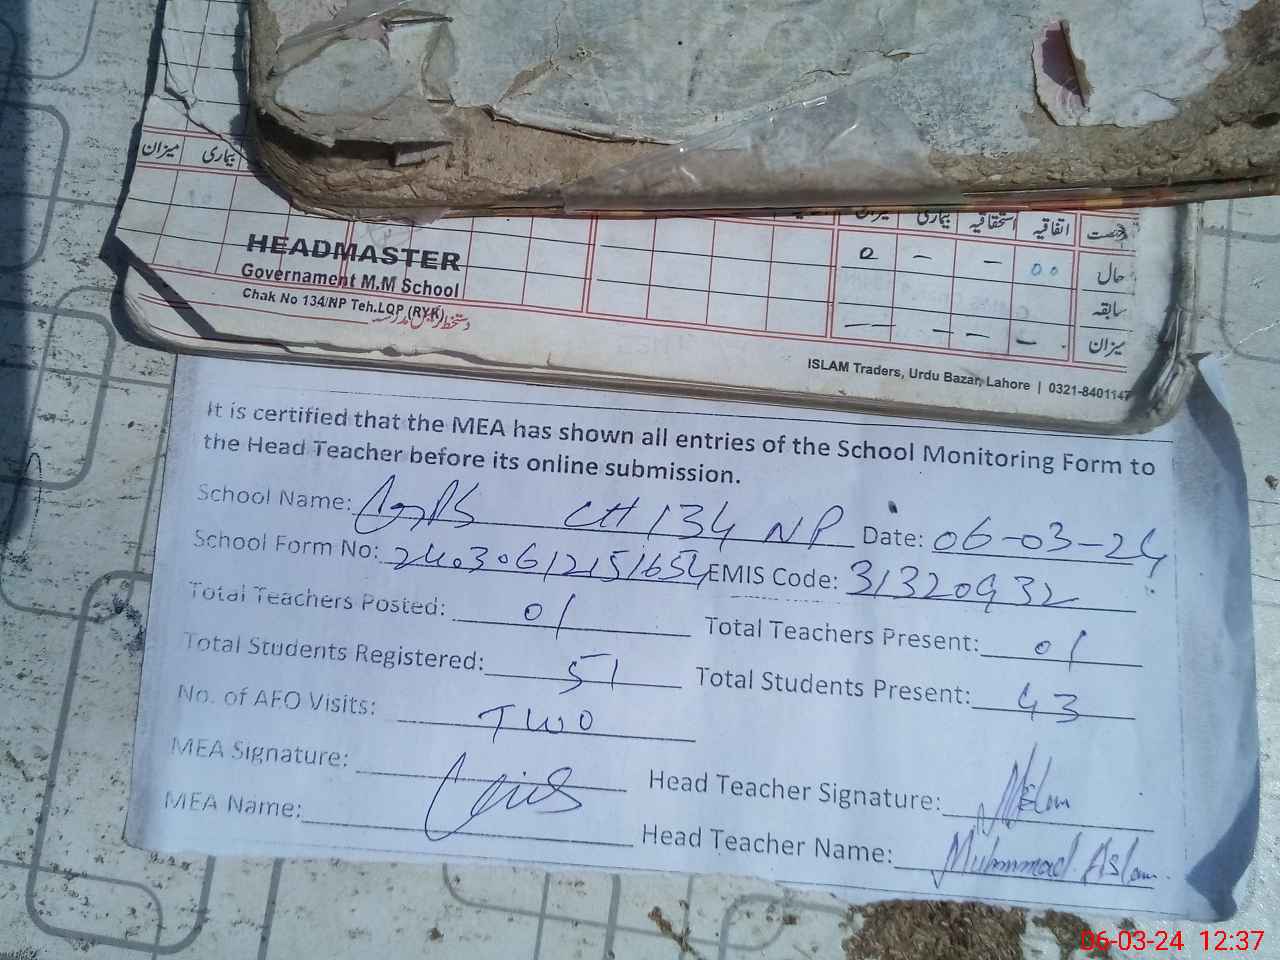 میزان بیماری
اتفاقیہ استحقاقیہ بیماری میزان
حال 00 — — 0
سابقہ
میزان
HEADMASTER
Governament M.M School
Chak No 134/NP Teh.LQP (RYK)
ISLAM Traders, Urdu Bazar, Lahore | 0321-8401147
It is certified that the MEA has shown all entries of the School Monitoring Form to
the Head Teacher before its online submission.
School Name: CH 134 NP Date: 06-03-24
School Form No: EMIS Code: 31320932
Total Teachers Posted: 01 Total Teachers Present: 01
Total Students Registered: 51 Total Students Present: 43
No. of AEO Visits: TWO
MEA Signature: Head Teacher Signature: Aslam
MEA Name: Head Teacher Name: Muhmmad Aslam
06-03-24 12:37